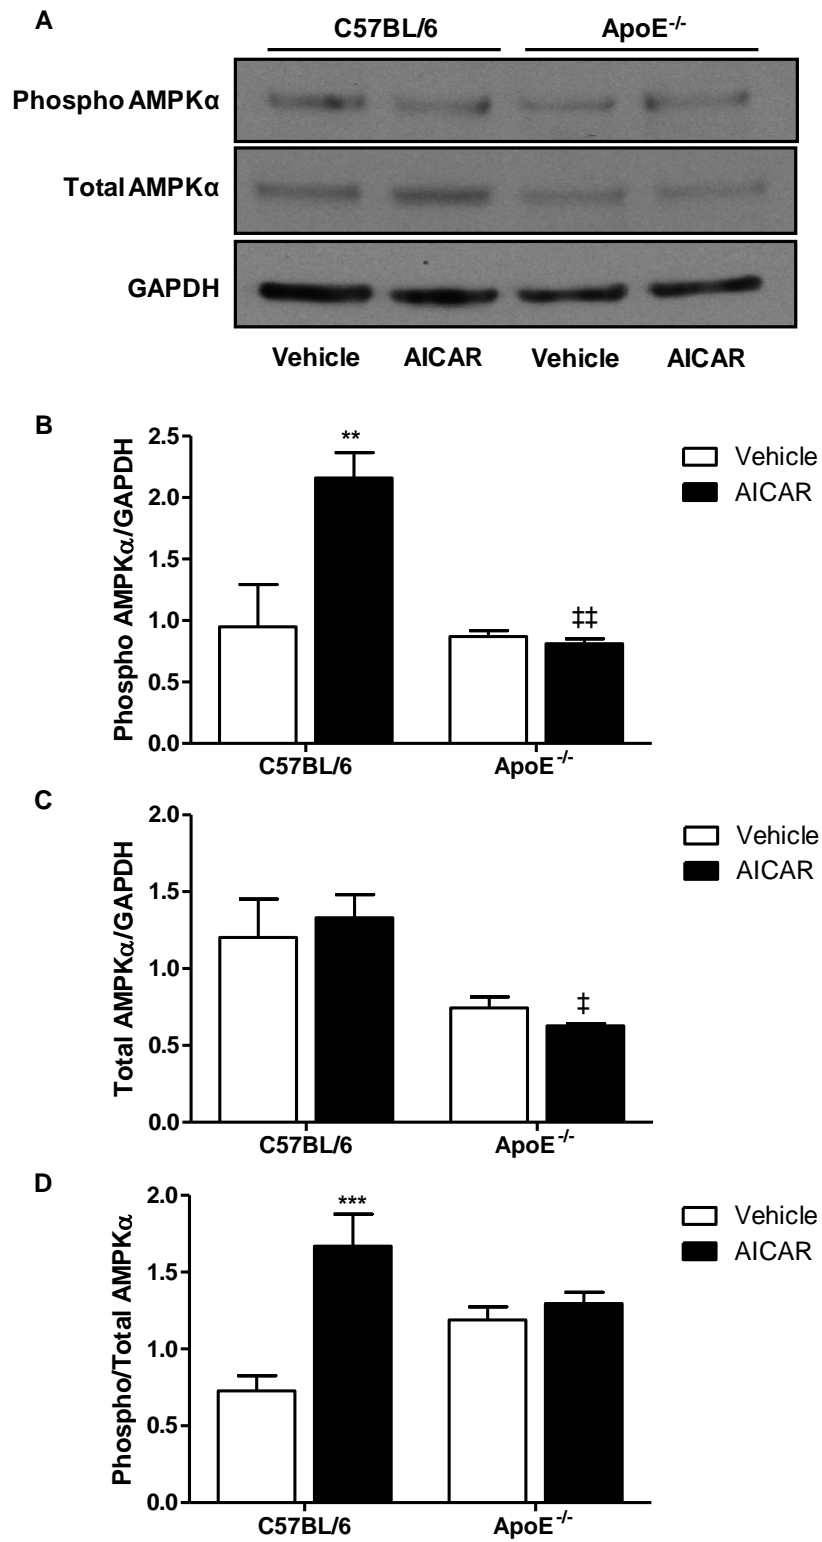 A
C57BL/6 ApoE-/-
Phospho AMPKα
Total AMPKα
GAPDH
Vehicle AICAR Vehicle AICAR
B
Phospho AMPKα/GAPDH
2.5
2.0
1.5
1.0
0.5
0.0
**
‡‡
C57BL/6 ApoE-/-
Vehicle
AICAR
C
Total AMPKα/GAPDH
2.0
1.5
1.0
0.5
0.0
‡
C57BL/6 ApoE-/-
Vehicle
AICAR
D
Phospho/Total AMPKα
2.0
1.5
1.0
0.5
0.0
***
C57BL/6 ApoE-/-
Vehicle
AICAR